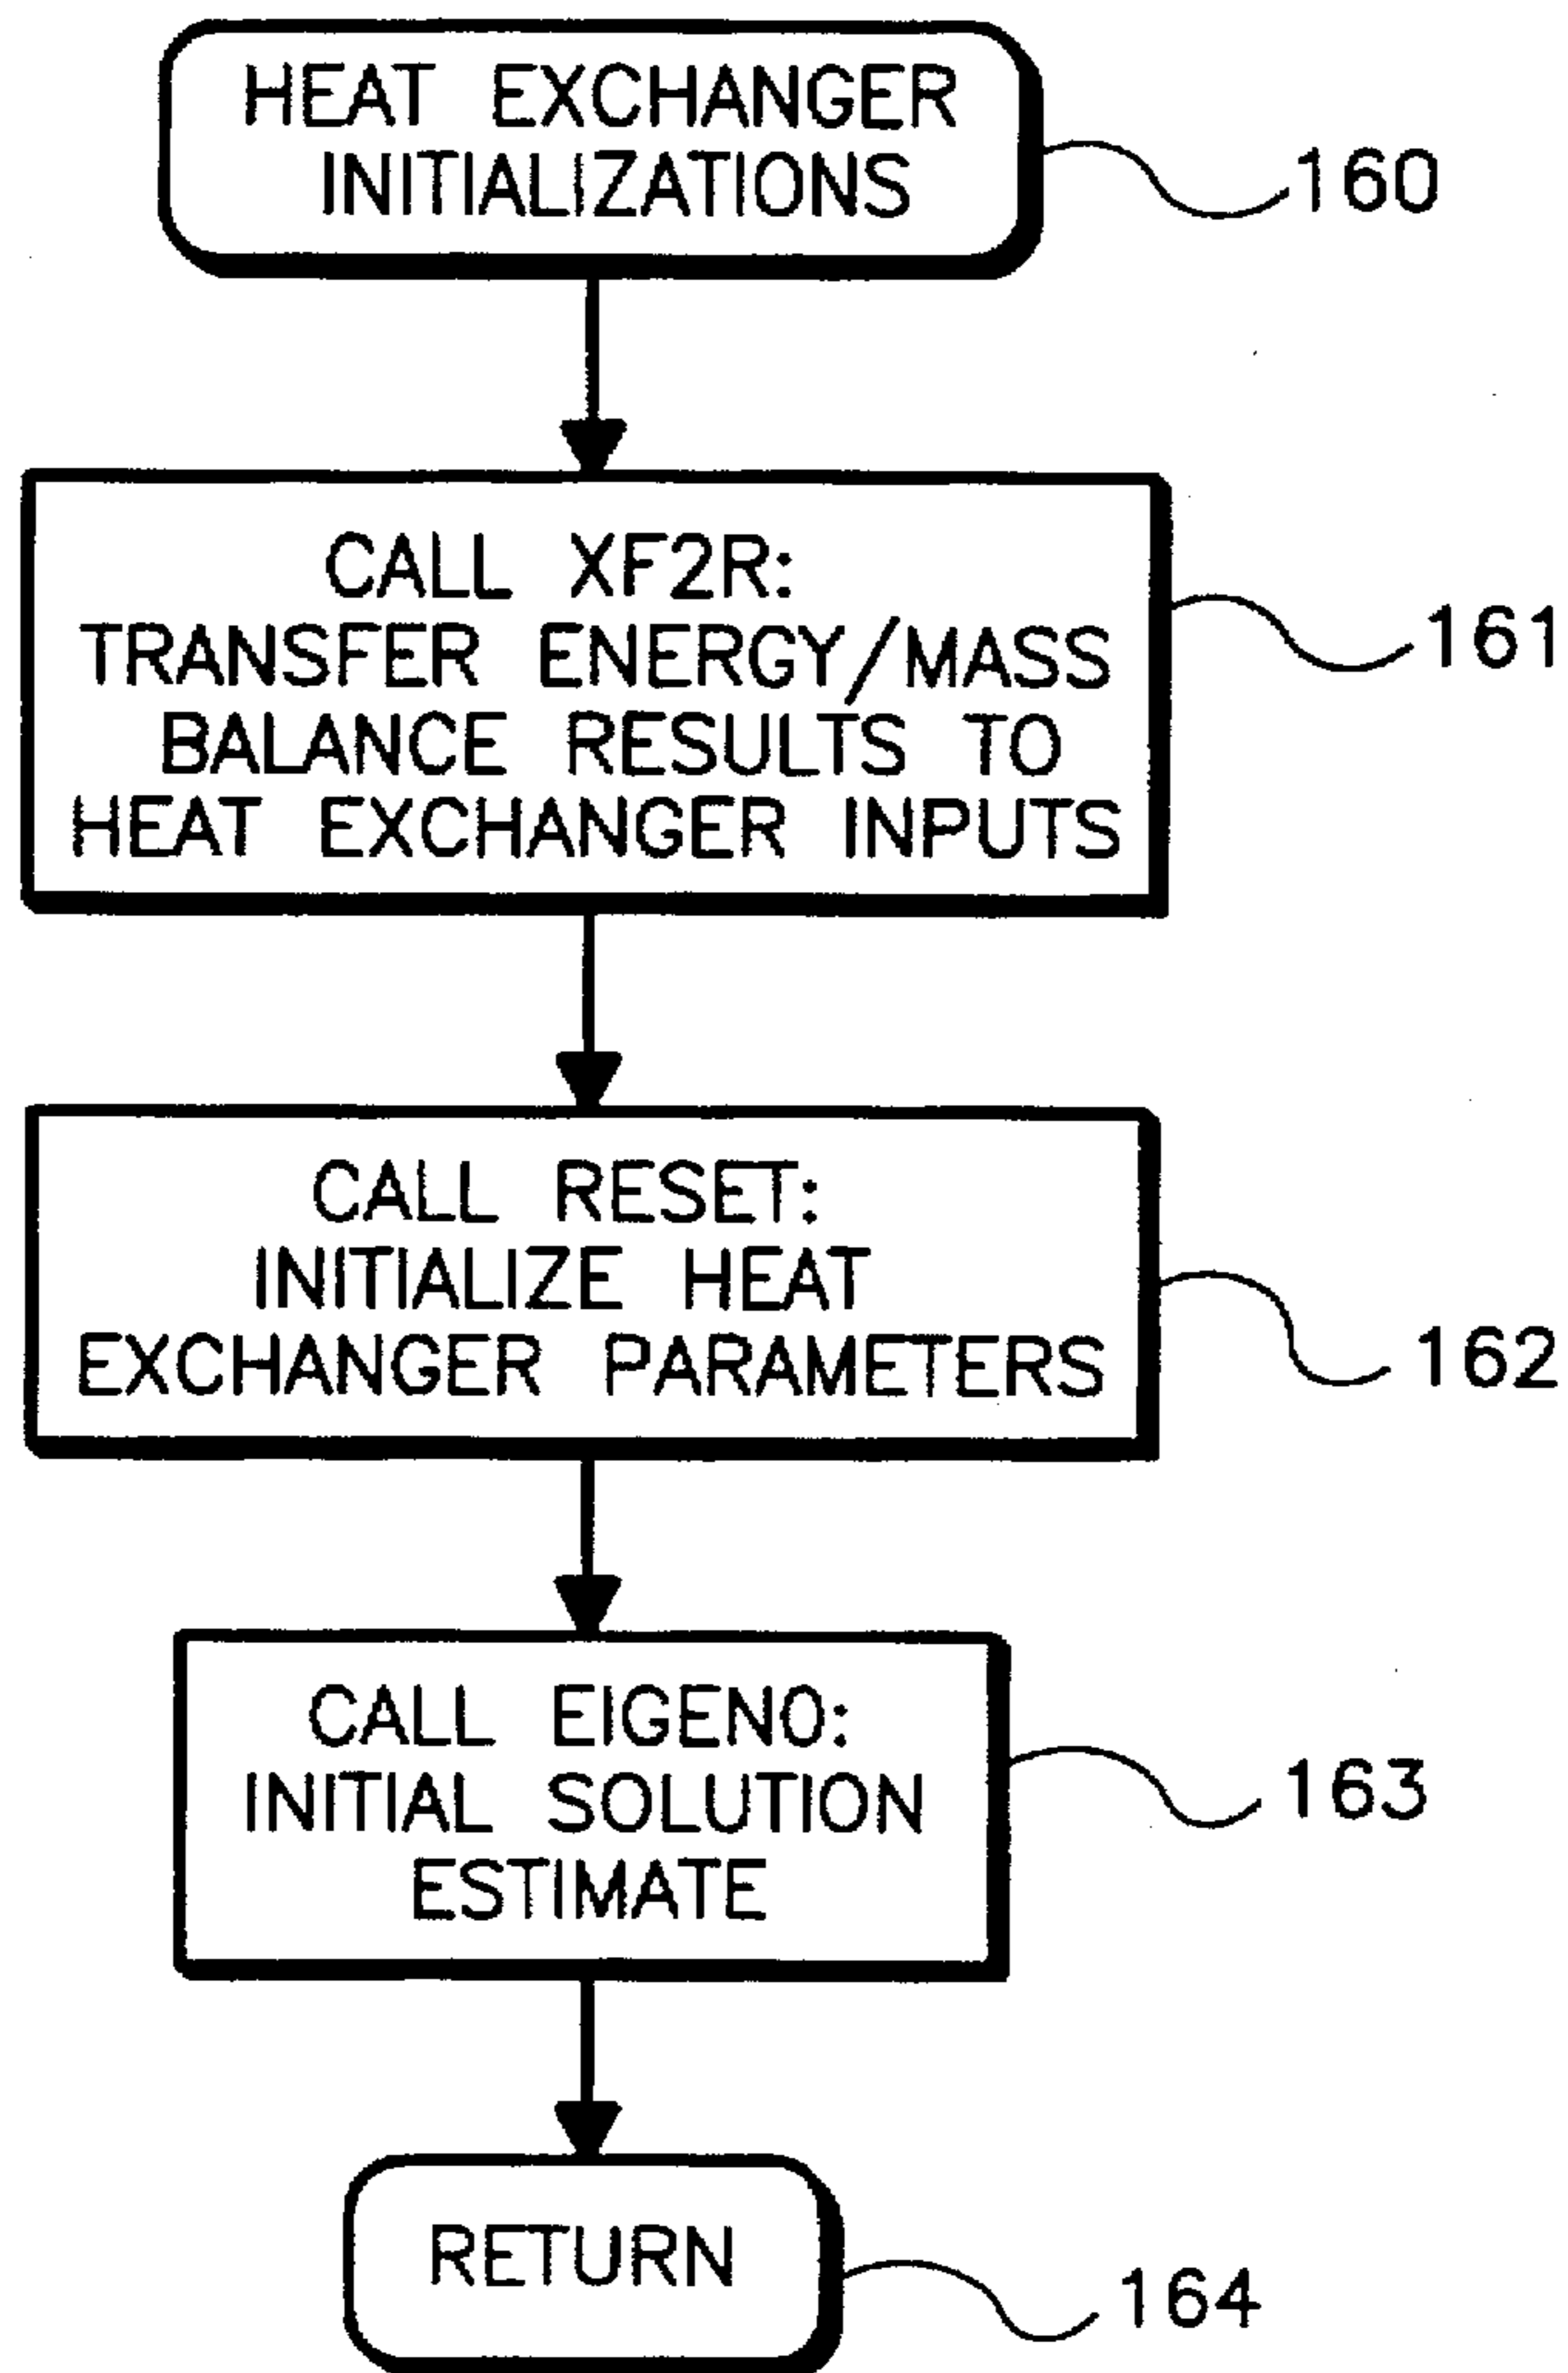 HEAT EXCHANGER
INITIALIZATIONS
160
CALL XF2R:
TRANSFER ENERGY/MASS
BALANCE RESULTS TO
HEAT EXCHANGER INPUTS
161
CALL RESET:
INITIALIZE HEAT
EXCHANGER PARAMETERS
162
CALL EIGENO:
INITIAL SOLUTION
ESTIMATE
163
RETURN
164